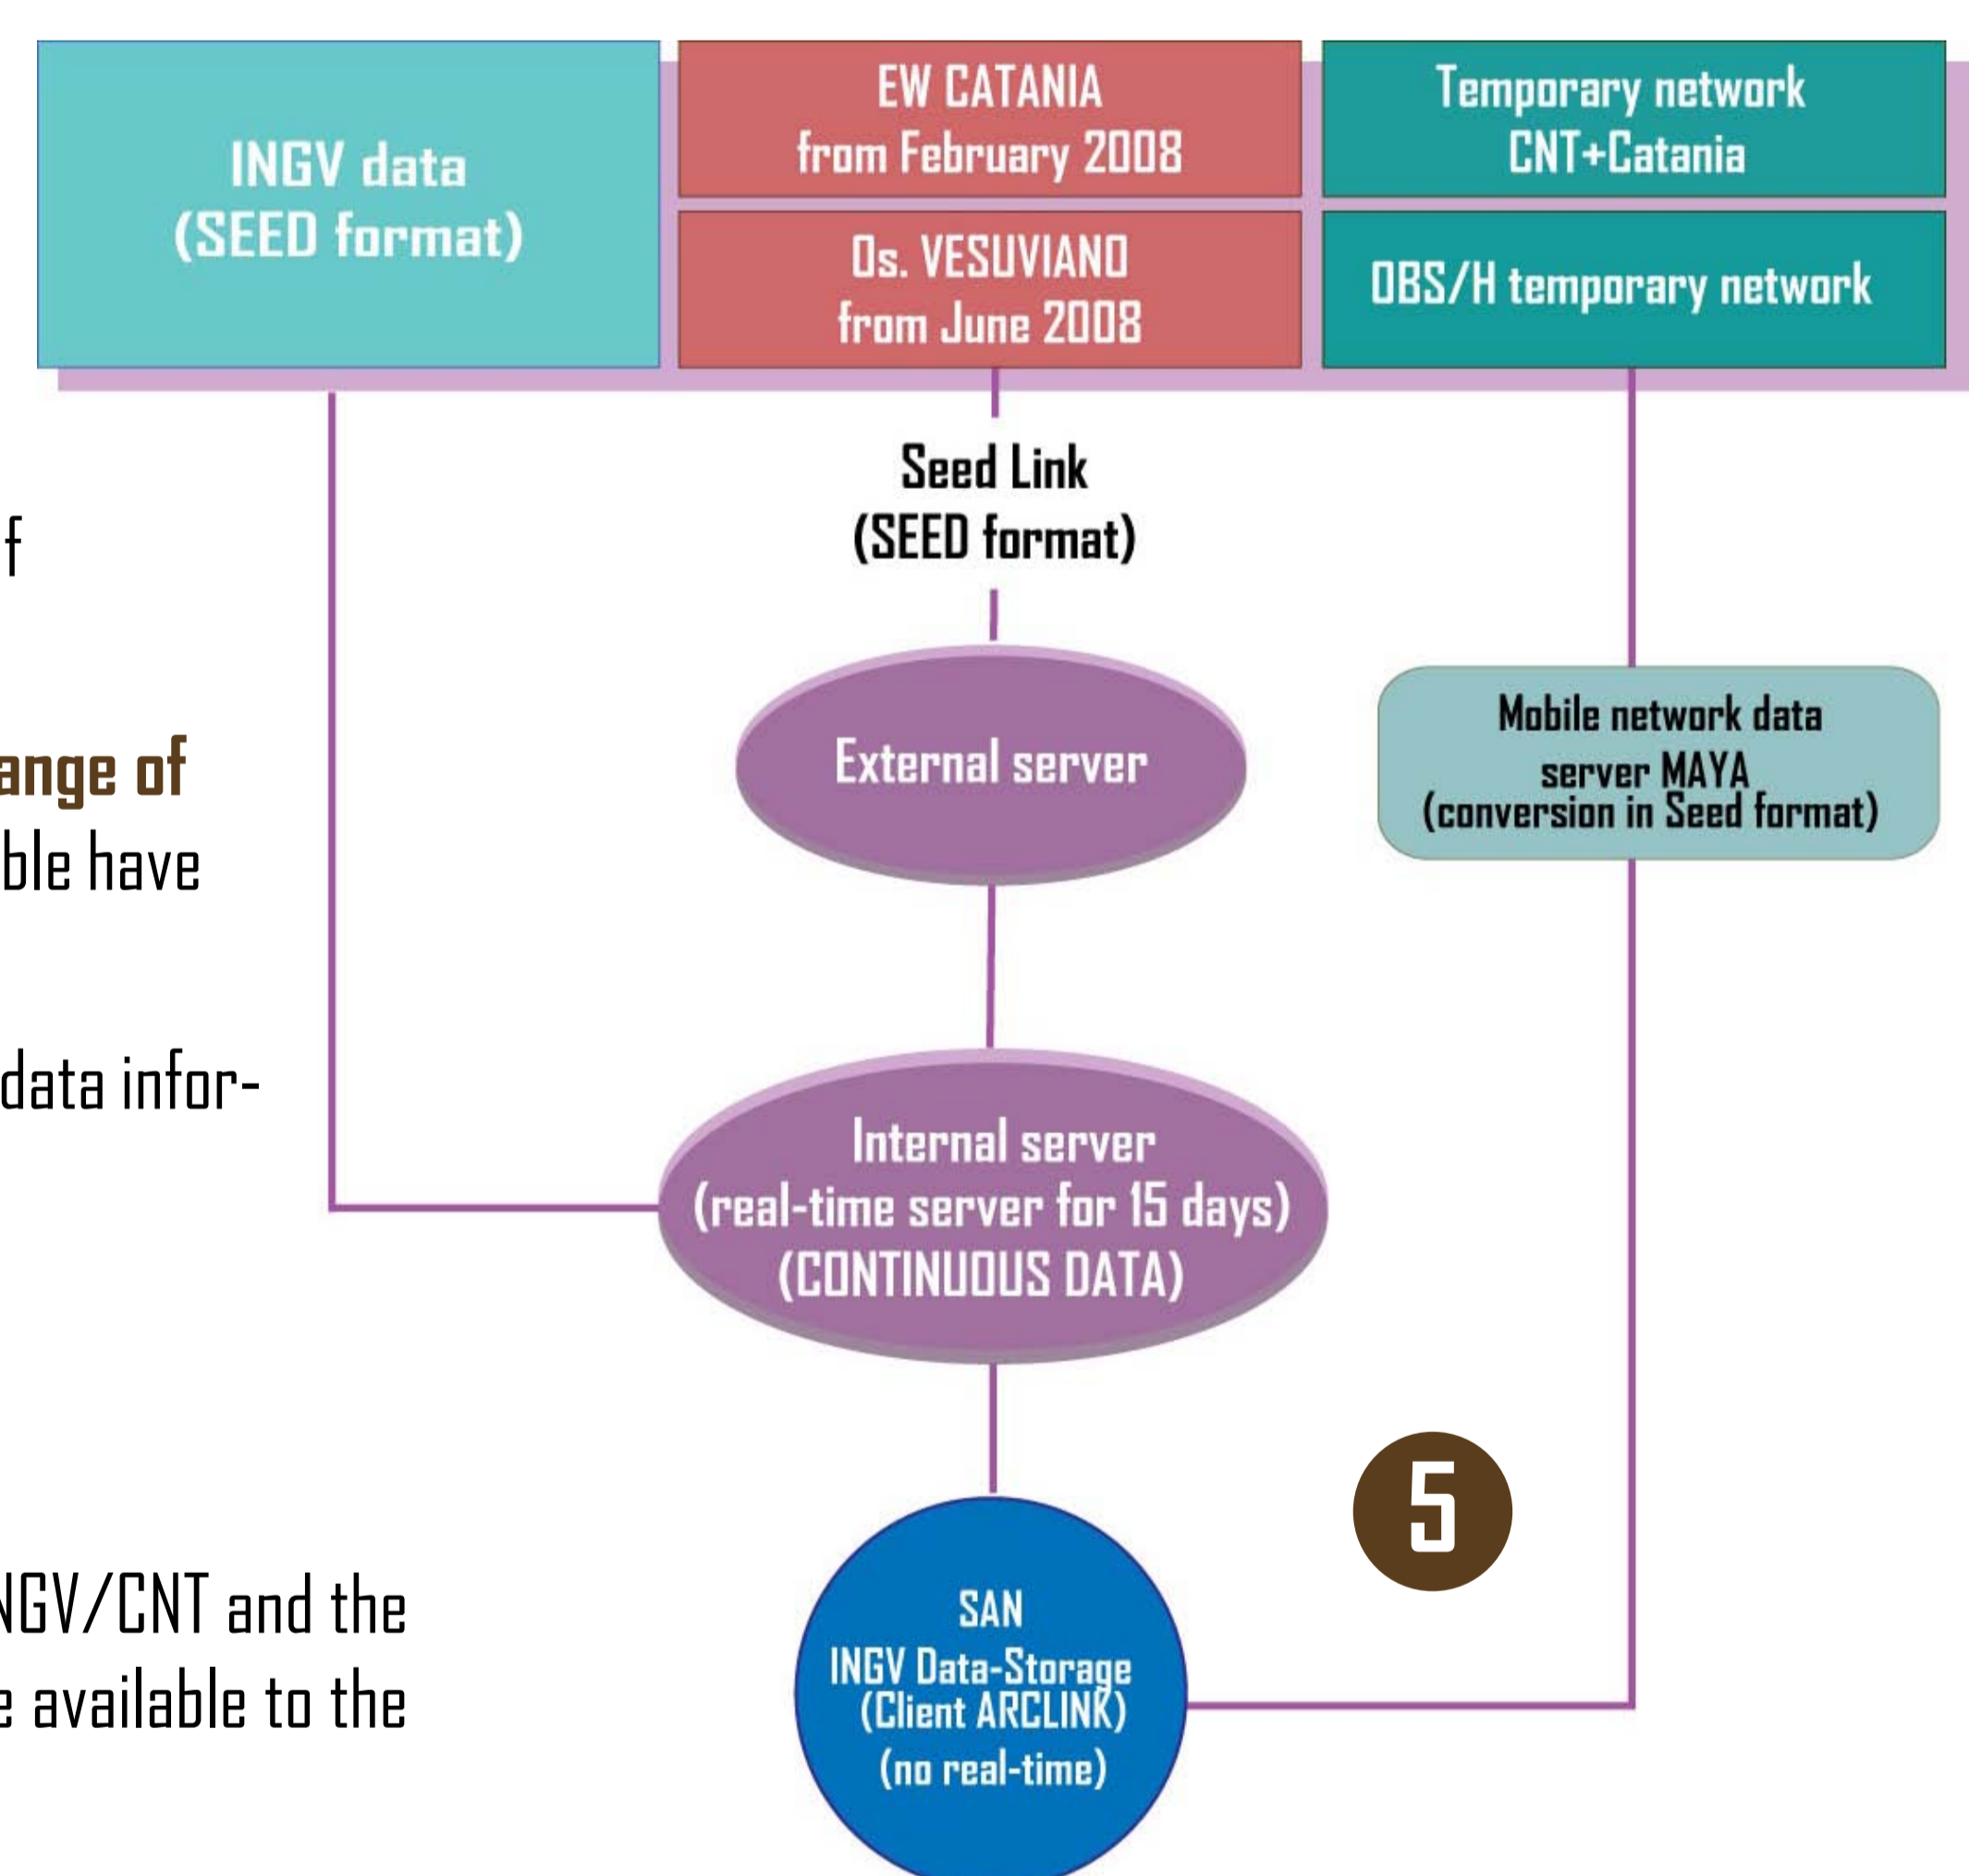 INGV data
(SEED format)
EW CATANIA
from February 2008
Os. VESUVIANO
from June 2008
Temporary network
CNT+Catania
OBS/H temporary network
Seed Link
(SEED format)
External server
Mobile network data
server MAYA
(conversion in Seed format)
Internal server
(real-time server for 15 days)
(CONTINUOUS DATA)
SAN
INGV Data-Storage
(Client ARCLINK)
(no real-time)
5
f
ange of
ble have
data infor-
NGV/CNT and the
e available to the